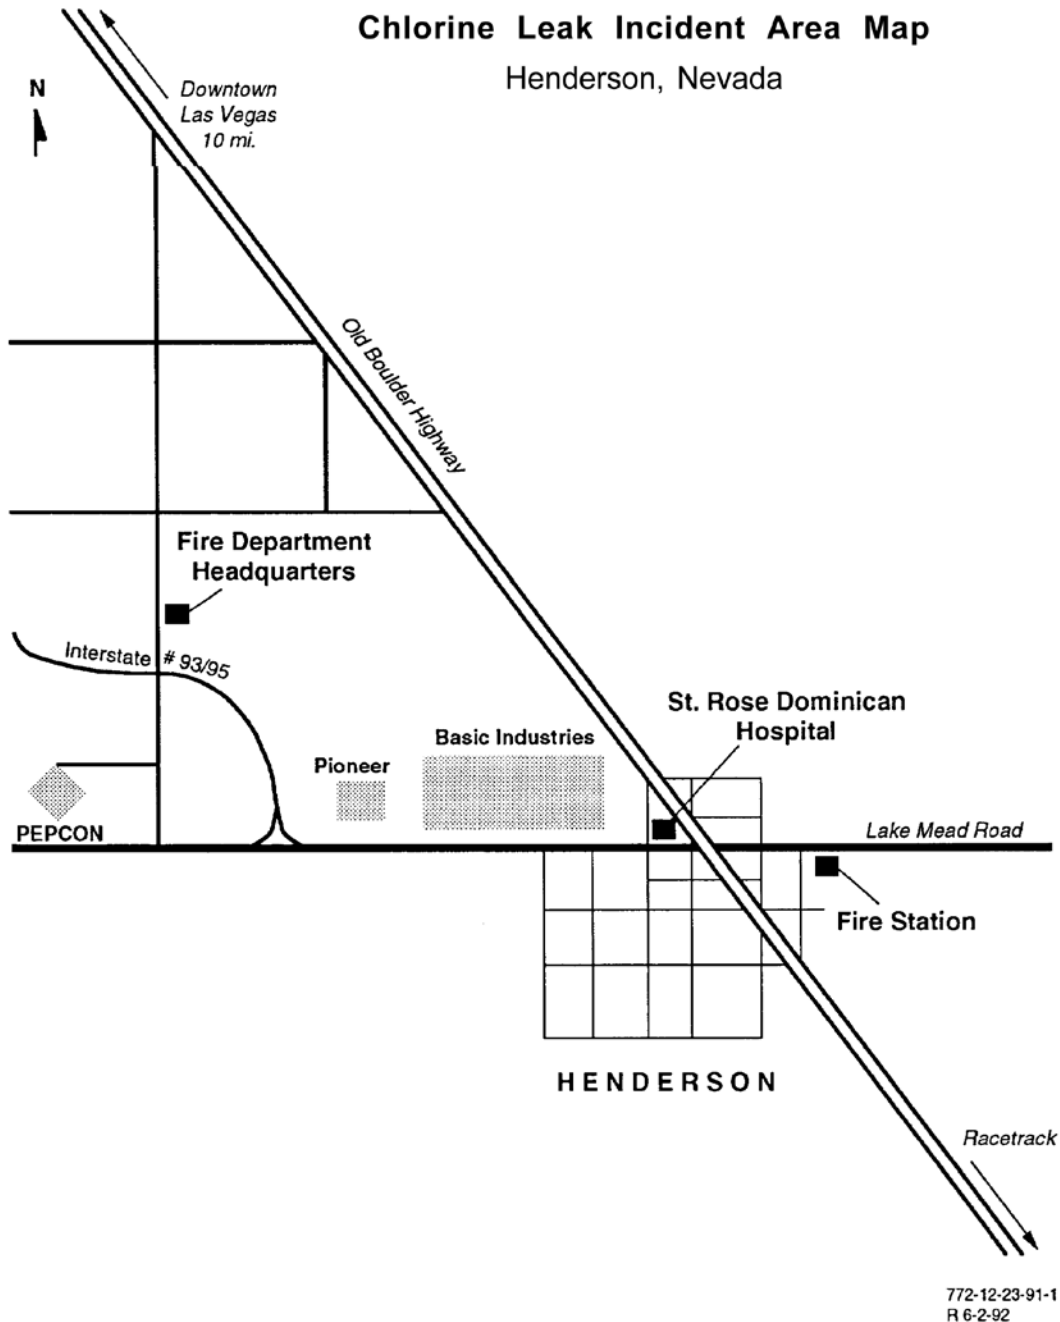 Chlorine Leak Incident Area Map
Henderson, Nevada
N
Downtown
Las Vegas
10 mi.
Old Boulder Highway
Fire Department
Headquarters
Interstate # 93/95
St. Rose Dominican
Hospital
Basic Industries
Pioneer
PEPCON
Lake Mead Road
Fire Station
HENDERSON
Racetrack
772-12-23-91-1
R 6-2-92